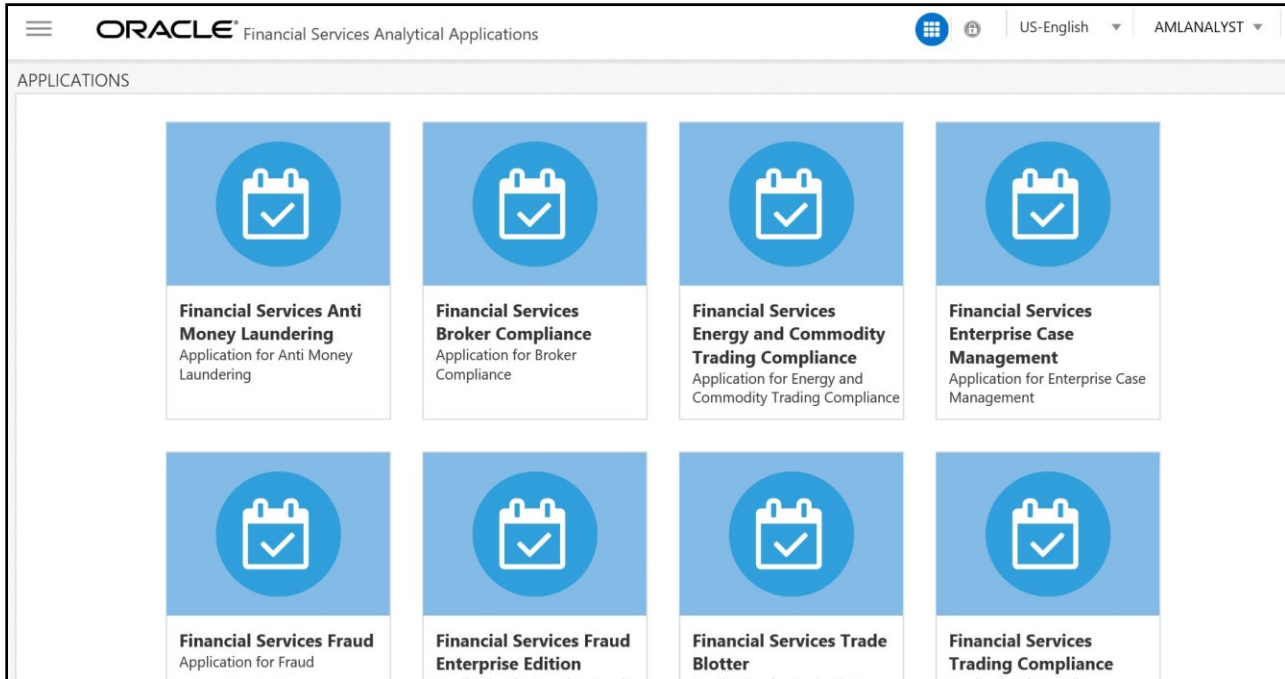 ORACLE® Financial Services Analytical Applications
US-English
AMLANALYST
APPLICATIONS
Financial Services Anti
Money Laundering
Application for Anti Money
Laundering
Financial Services
Broker Compliance
Application for Broker
Compliance
Financial Services
Energy and Commodity
Trading Compliance
Application for Energy and
Commodity Trading Compliance
Financial Services
Enterprise Case
Management
Application for Enterprise Case
Management
Financial Services Fraud
Application for Fraud
Financial Services Fraud
Enterprise Edition
Financial Services Trade
Blotter
Financial Services
Trading Compliance